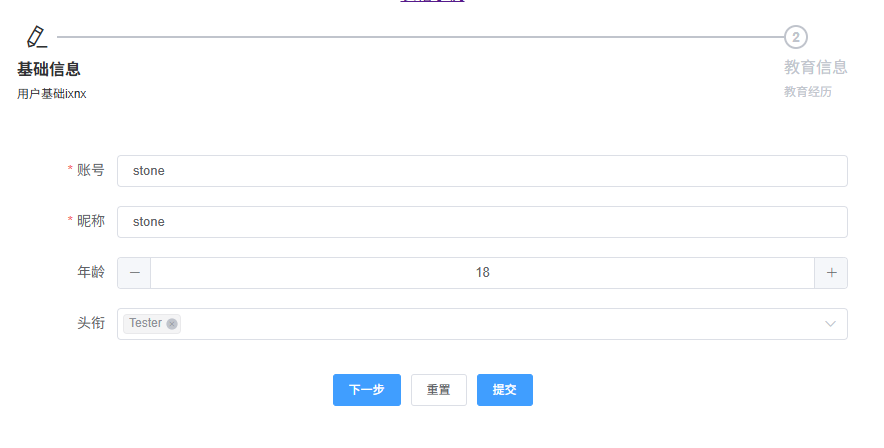 2
基础信息
教育信息
用户基础ixnx
教育经历
* 账号 stone
* 昵称 stone
年龄 18
头衔 Tester
下一步 重置 提交